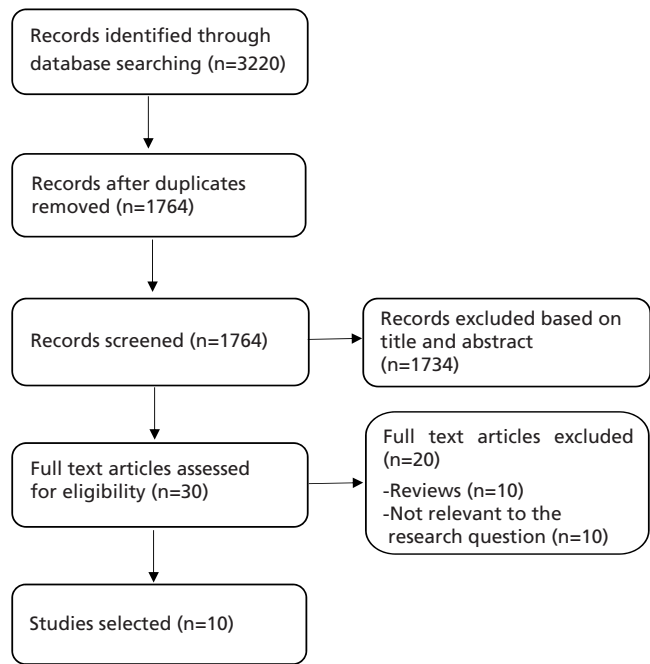 Records identified through
database searching (n=3220)
Records after duplicates
removed (n=1764)
Records screened (n=1764)
Records excluded based on
title and abstract
(n=1734)
Full text articles assessed
for eligibility (n=30)
Full text articles excluded
(n=20)
-Reviews (n=10)
-Not relevant to the
research question (n=10)
Studies selected (n=10)